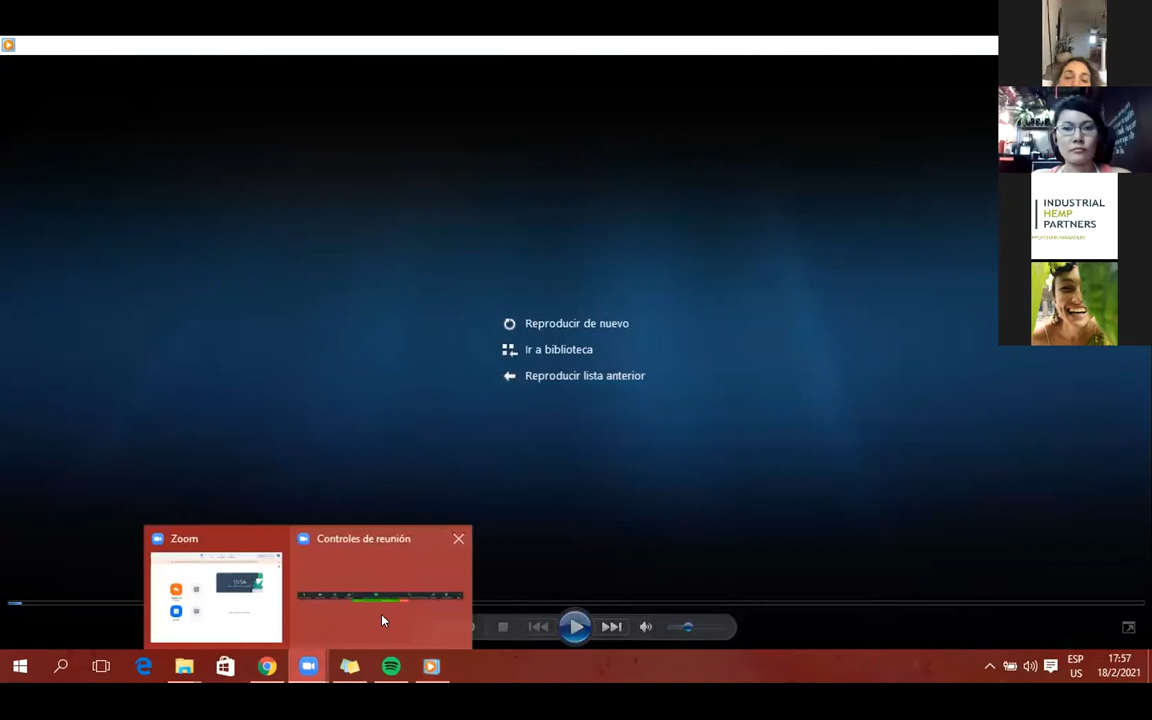 INDUSTRIAL
HEMP
PARTNERS
Reproducir de nuevo
Ir a biblioteca
Reproducir lista anterior
Zoom
Controles de reunión
ESP
US
17:57
18/2/2021